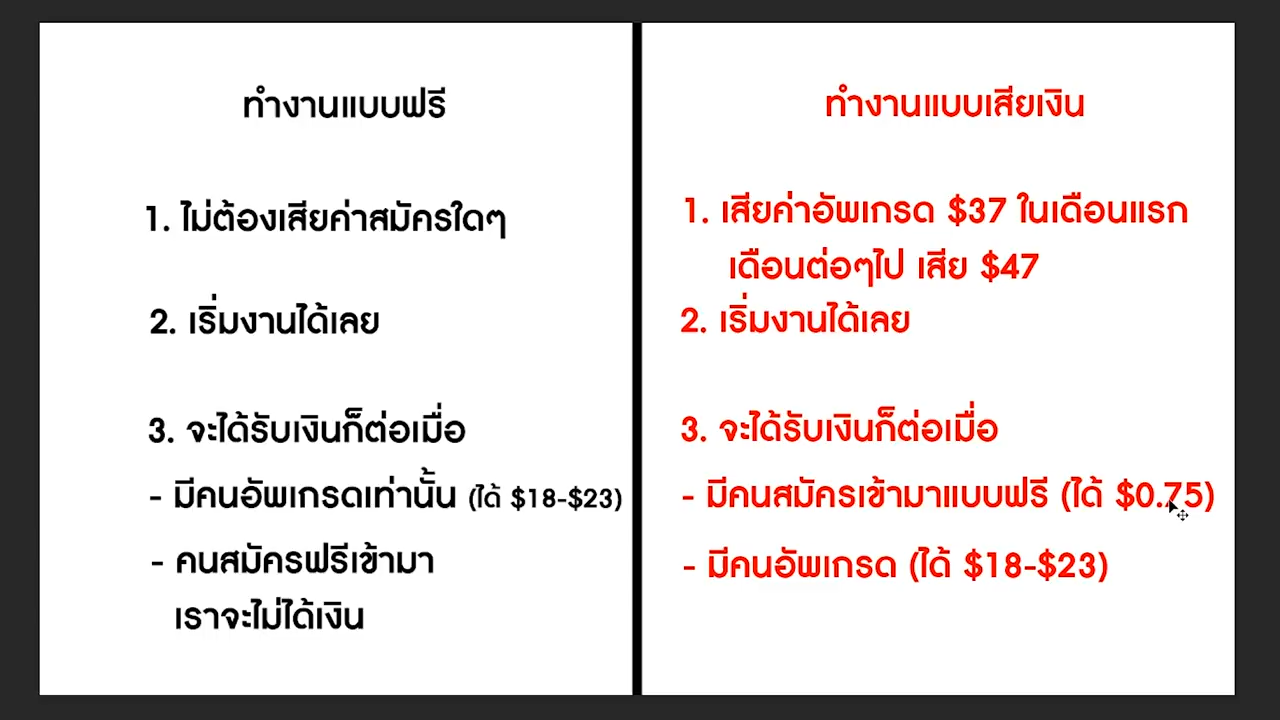 ทำงานแบบฟรี
1. ไม่ต้องเสียค่าสมัครใดๆ
2. เริ่มงานได้เลย
3. จะได้รับเงินก็ต่อเมื่อ
- มีคนอัพเกรดเท่านั้น (ได้ $18-$23)
- คนสมัครฟรีเข้ามา
เราจะไม่ได้เงิน
ทำงานแบบเสียเงิน
1. เสียค่าอัพเกรด $37 ในเดือนแรก
เดือนต่อๆไป เสีย $47
2. เริ่มงานได้เลย
3. จะได้รับเงินก็ต่อเมื่อ
- มีคนสมัครเข้ามาแบบฟรี (ได้ $0.75)
- มีคนอัพเกรด (ได้ $18-$23)